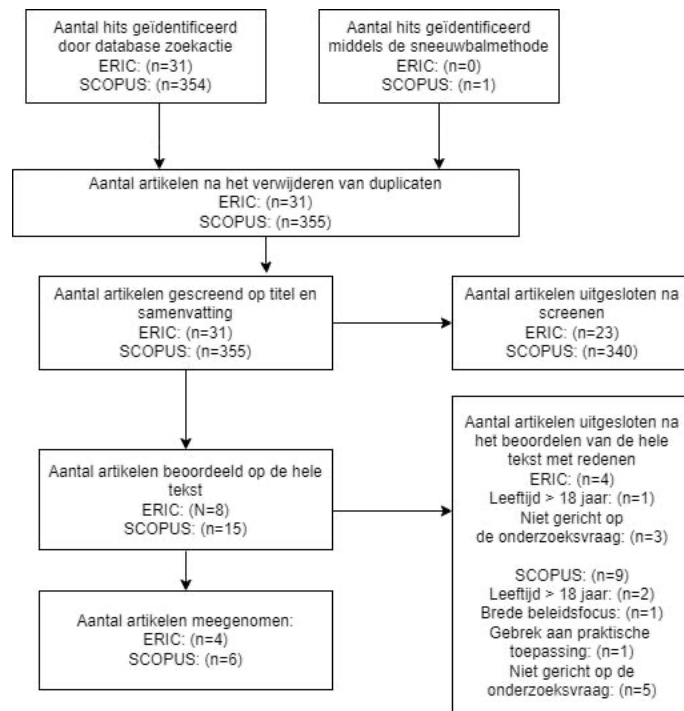 Aantal hits geïdentificeerd
door database zoekactie
ERIC: (n=31)
SCOPUS: (n=354)
Aantal hits geïdentificeerd
middels de sneeuwbalmethode
ERIC: (n=0)
SCOPUS: (n=1)
Aantal artikelen na het verwijderen van duplicaten
ERIC: (n=31)
SCOPUS: (n=355)
Aantal artikelen gescreend op titel en
samenvatting
ERIC: (n=31)
SCOPUS: (n=355)
Aantal artikelen uitgesloten na
screenen
ERIC: (n=23)
SCOPUS: (n=340)
Aantal artikelen beoordeeld op de hele
tekst
ERIC: (N=8)
SCOPUS: (n=15)
Aantal artikelen uitgesloten na
het beoordelen van de hele
tekst met redenen
ERIC: (n=4)
Leeftijd > 18 jaar: (n=1)
Niet gericht op
de onderzoeksvraag: (n=3)
SCOPUS: (n=9)
Leeftijd > 18 jaar: (n=2)
Brede beleidsfocus: (n=1)
Gebrek aan praktische
toepassing: (n=1)
Niet gericht op de
onderzoeksvraag: (n=5)
Aantal artikelen meegenomen:
ERIC: (n=4)
SCOPUS: (n=6)